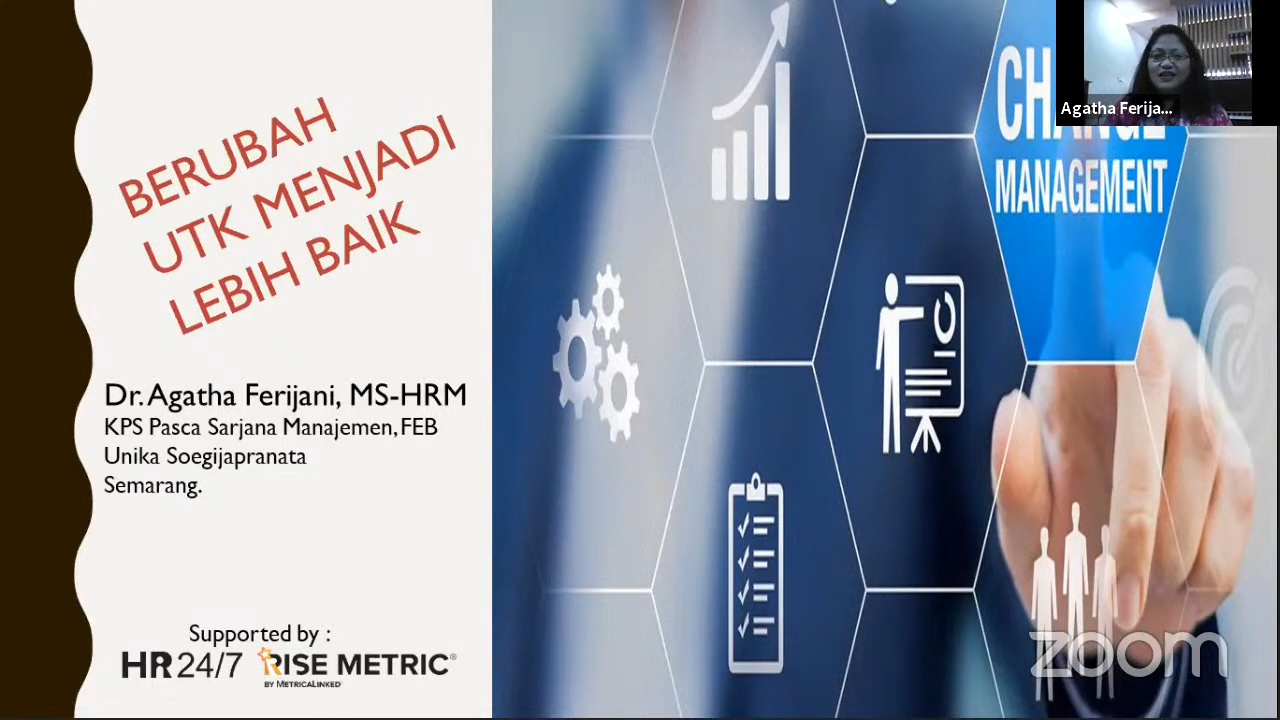 BERUBAH
UTK MENJADI
LEBIH BAIK
Dr. Agatha Ferijani, MS-HRM
KPS Pasca Sarjana Manajemen, FEB
Unika Soegijapranata
Semarang.
Supported by :
HR 24/7 RISE METRIC®
BY METRICALINKED
CHANGE
MANAGEMENT
Agatha Ferija...
zoom